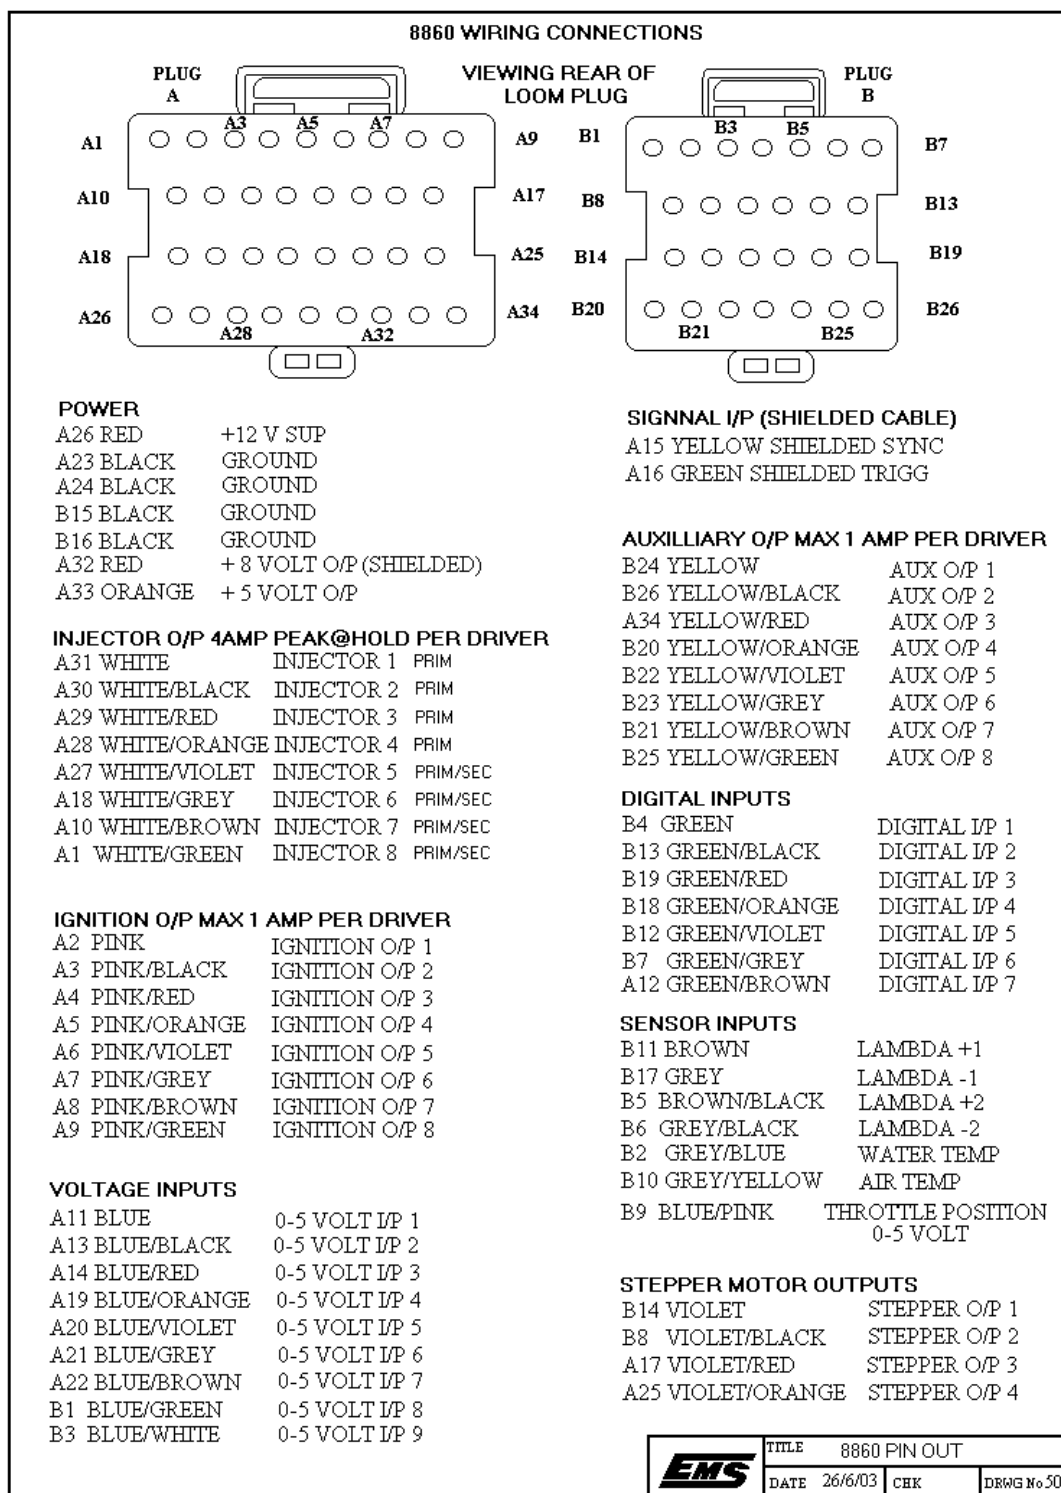 8860 WIRING CONNECTIONS
PLUG A
VIEWING REAR OF LOOM PLUG
PLUG B
A1 A3 A5 A7 A9
A10 A17
A18 A25
A26 A28 A32 A34
B1 B3 B5 B7
B8 B13
B14 B19
B20 B21 B25 B26
POWER
A26 RED +12 V SUP
A23 BLACK GROUND
A24 BLACK GROUND
B15 BLACK GROUND
B16 BLACK GROUND
A32 RED + 8 VOLT O/P (SHIELDED)
A33 ORANGE + 5 VOLT O/P
INJECTOR O/P 4AMP PEAK@HOLD PER DRIVER
A31 WHITE INJECTOR 1 PRIM
A30 WHITE/BLACK INJECTOR 2 PRIM
A29 WHITE/RED INJECTOR 3 PRIM
A28 WHITE/ORANGE INJECTOR 4 PRIM
A27 WHITE/VIOLET INJECTOR 5 PRIM/SEC
A18 WHITE/GREY INJECTOR 6 PRIM/SEC
A10 WHITE/BROWN INJECTOR 7 PRIM/SEC
A1 WHITE/GREEN INJECTOR 8 PRIM/SEC
IGNITION O/P MAX 1 AMP PER DRIVER
A2 PINK IGNITION O/P 1
A3 PINK/BLACK IGNITION O/P 2
A4 PINK/RED IGNITION O/P 3
A5 PINK/ORANGE IGNITION O/P 4
A6 PINK/VIOLET IGNITION O/P 5
A7 PINK/GREY IGNITION O/P 6
A8 PINK/BROWN IGNITION O/P 7
A9 PINK/GREEN IGNITION O/P 8
VOLTAGE INPUTS
A11 BLUE 0-5 VOLT I/P 1
A13 BLUE/BLACK 0-5 VOLT I/P 2
A14 BLUE/RED 0-5 VOLT I/P 3
A19 BLUE/ORANGE 0-5 VOLT I/P 4
A20 BLUE/VIOLET 0-5 VOLT I/P 5
A21 BLUE/GREY 0-5 VOLT I/P 6
A22 BLUE/BROWN 0-5 VOLT I/P 7
B1 BLUE/GREEN 0-5 VOLT I/P 8
B3 BLUE/WHITE 0-5 VOLT I/P 9
SIGNNAL I/P (SHIELDED CABLE)
A15 YELLOW SHIELDED SYNC
A16 GREEN SHIELDED TRIGG
AUXILLIARY O/P MAX 1 AMP PER DRIVER
B24 YELLOW AUX O/P 1
B26 YELLOW/BLACK AUX O/P 2
A34 YELLOW/RED AUX O/P 3
B20 YELLOW/ORANGE AUX O/P 4
B22 YELLOW/VIOLET AUX O/P 5
B23 YELLOW/GREY AUX O/P 6
B21 YELLOW/BROWN AUX O/P 7
B25 YELLOW/GREEN AUX O/P 8
DIGITAL INPUTS
B4 GREEN DIGITAL I/P 1
B13 GREEN/BLACK DIGITAL I/P 2
B19 GREEN/RED DIGITAL I/P 3
B18 GREEN/ORANGE DIGITAL I/P 4
B12 GREEN/VIOLET DIGITAL I/P 5
B7 GREEN/GREY DIGITAL I/P 6
A12 GREEN/BROWN DIGITAL I/P 7
SENSOR INPUTS
B11 BROWN LAMBDA +1
B17 GREY LAMBDA -1
B5 BROWN/BLACK LAMBDA +2
B6 GREY/BLACK LAMBDA -2
B2 GREY/BLUE WATER TEMP
B10 GREY/YELLOW AIR TEMP
B9 BLUE/PINK THROTTLE POSITION
0-5 VOLT
STEPPER MOTOR OUTPUTS
B14 VIOLET STEPPER O/P 1
B8 VIOLET/BLACK STEPPER O/P 2
A17 VIOLET/RED STEPPER O/P 3
A25 VIOLET/ORANGE STEPPER O/P 4
EMS
TITLE 8860 PIN OUT
DATE 26/6/03 CHK DRWG No 50